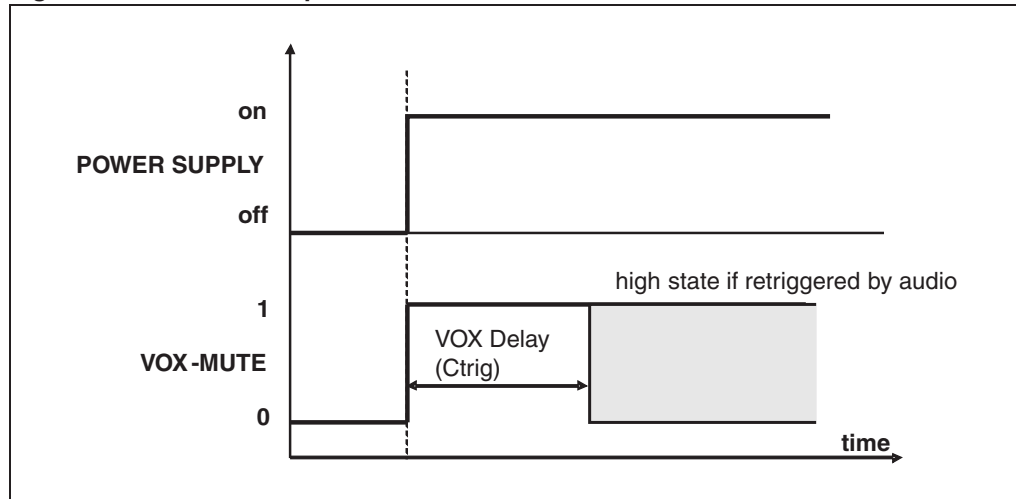 on
POWER SUPPLY
off
high state if retriggered by audio
1
VOX Delay
(Ctrig)
VOX-MUTE
0
time